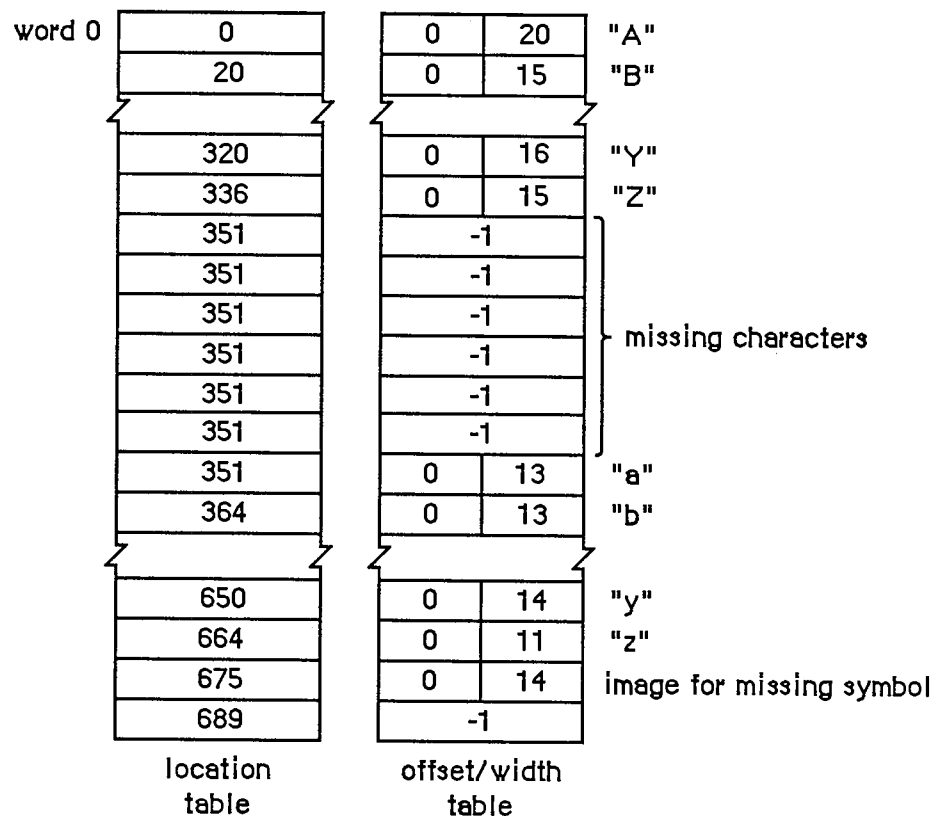 word 0 0 0 20 "A"
20 0 15 "B"
320 0 16 "Y"
336 0 15 "Z"
351 -1
351 -1
351 -1
351 -1 missing characters
351 -1
351 -1
351 0 13 "a"
364 0 13 "b"
650 0 14 "y"
664 0 11 "z"
675 0 14 image for missing symbol
689 -1
location offset/width
table table